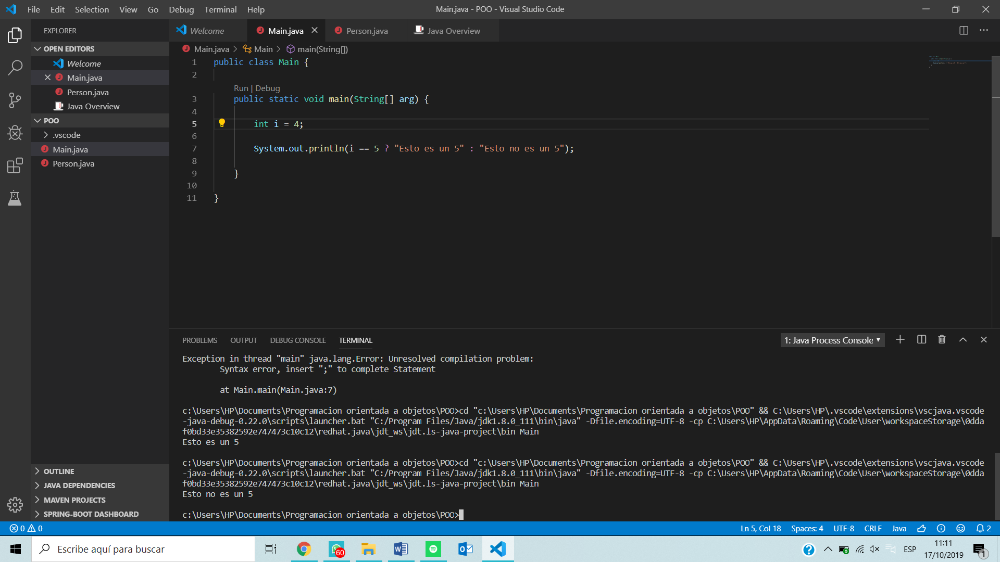 File Edit Selection View Go Debug Terminal Help
Main.java - POO - Visual Studio Code
EXPLORER
OPEN EDITORS
Welcome
Main.java
Person.java
Java Overview
POO
.vscode
Main.java
Person.java
OUTLINE
JAVA DEPENDENCIES
MAVEN PROJECTS
SPRING-BOOT DASHBOARD
Welcome Main.java Person.java Java Overview
Main.java > Main > main(String[])
1 public class Main {
2
Run | Debug
3 public static void main(String[] arg) {
4
5 int i = 4;
6
7 System.out.println(i == 5 ? "Esto es un 5" : "Esto no es un 5");
8
9 }
10
11 }
PROBLEMS OUTPUT DEBUG CONSOLE TERMINAL
1: Java Process Console
Exception in thread "main" java.lang.Error: Unresolved compilation problem:
Syntax error, insert ";" to complete Statement
at Main.main(Main.java:7)
c:\Users\HP\Documents\Programacion orientada a objetos\POO>cd "c:\Users\HP\Documents\Programacion orientada a objetos\POO" && C:\Users\HP\.vscode\extensions\vscjava.vscode
-java-debug-0.22.0\scripts\launcher.bat "C:/Program Files/Java/jdk1.8.0_111\bin\java" -Dfile.encoding=UTF-8 -cp C:\Users\HP\AppData\Roaming\Code\User\workspaceStorage\0dda
f0bd33e35382592e747473c10c12\redhat.java\jdt_ws\jdt.ls-java-project\bin Main
Esto es un 5
c:\Users\HP\Documents\Programacion orientada a objetos\POO>cd "c:\Users\HP\Documents\Programacion orientada a objetos\POO" && C:\Users\HP\.vscode\extensions\vscjava.vscode
-java-debug-0.22.0\scripts\launcher.bat "C:/Program Files/Java/jdk1.8.0_111\bin\java" -Dfile.encoding=UTF-8 -cp C:\Users\HP\AppData\Roaming\Code\User\workspaceStorage\0dda
f0bd33e35382592e747473c10c12\redhat.java\jdt_ws\jdt.ls-java-project\bin Main
Esto no es un 5
c:\Users\HP\Documents\Programacion orientada a objetos\POO>
0 0
Ln 5, Col 18 Spaces: 4 UTF-8 CRLF Java 2
Escribe aquí para buscar
60
ESP
11:11
17/10/2019
1